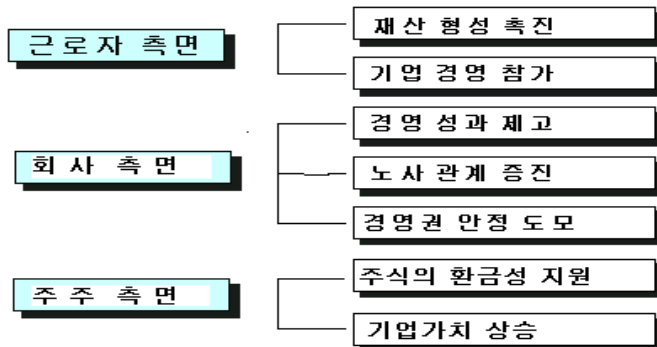 근로자 측면
재산 형성 촉진
기업 경영 참가
회사 측면
경영 성과 제고
노사 관계 증진
경영권 안정 도모
주주 측면
주식의 환금성 지원
기업가치 상승